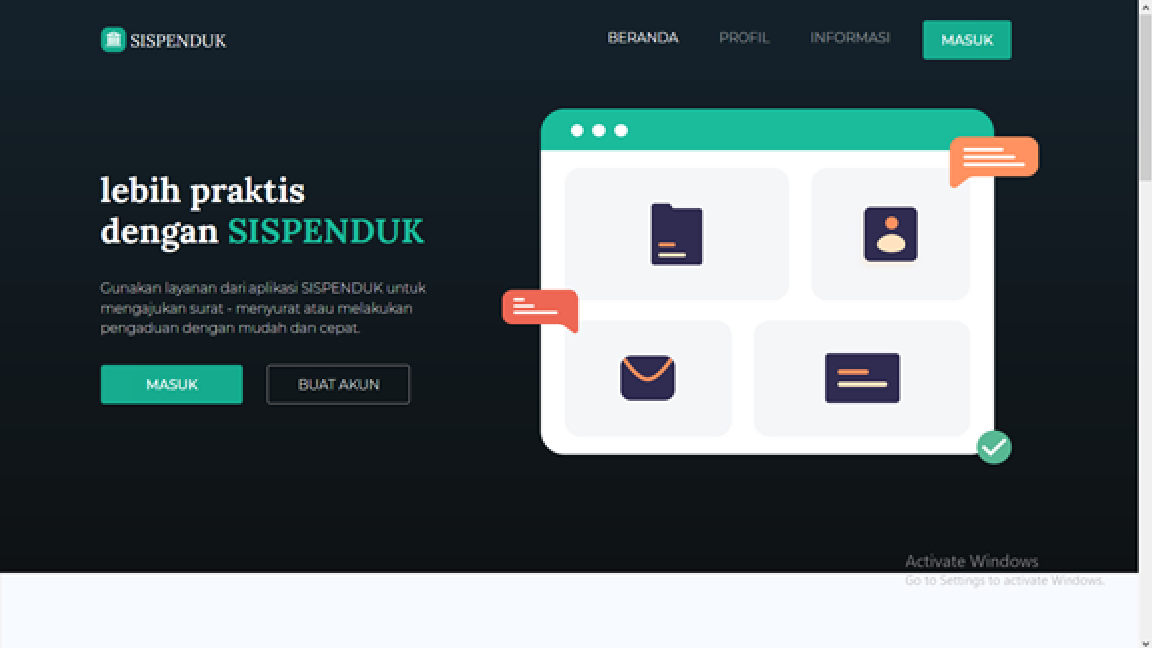 SISPENDUK
BERANDA
PROFIL
INFORMASI
MASUK
lebih praktis
dengan SISPENDUK
Gunakan layanan dari aplikasi SISPENDUK untuk
mengajukan surat - menyurat atau melakukan
pengaduan dengan mudah dan cepat.
MASUK
BUAT AKUN
Activate Windows
Go to Settings to activate Windows.